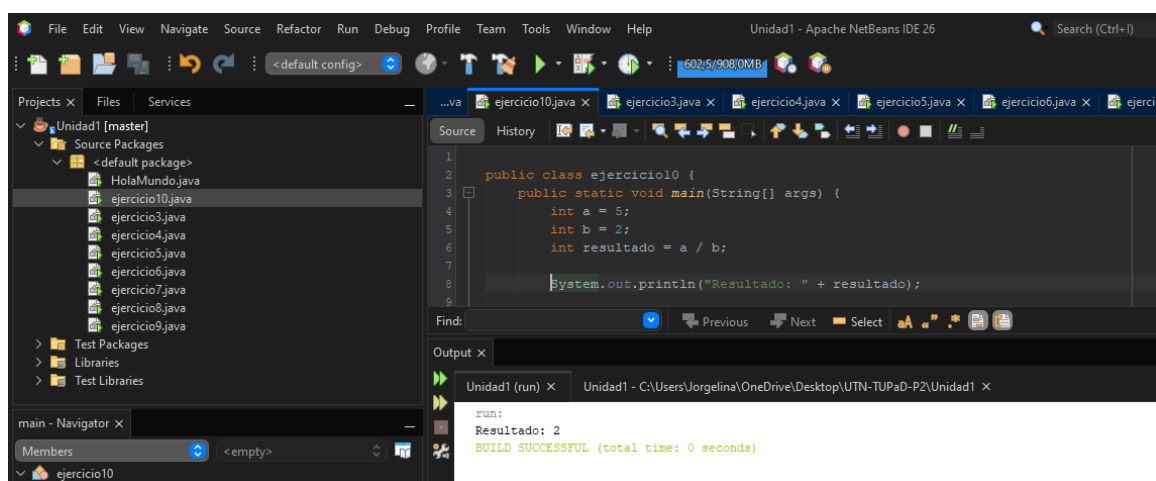 File Edit View Navigate Source Refactor Run Debug Profile Team Tools Window Help Unidad1 - Apache NetBeans IDE 26 Search (Ctrl+I)
<default config> 602,5/908,0MB
Projects × Files Services
Unidad1 [master]
Source Packages
<default package>
HolaMundo.java
ejercicio10.java
ejercicio3.java
ejercicio4.java
ejercicio5.java
ejercicio6.java
ejercicio7.java
ejercicio8.java
ejercicio9.java
Test Packages
Libraries
Test Libraries
main - Navigator ×
Members <empty>
ejercicio10
...va ejercicio10.java × ejercicio3.java × ejercicio4.java × ejercicio5.java × ejercicio6.java × ejerci
Source History
1
2 public class ejercicio10 {
3 public static void main(String[] args) {
4 int a = 5;
5 int b = 2;
6 int resultado = a / b;
7
8 System.out.println("Resultado: " + resultado);
9
Find: Previous Next Select aA
Output ×
Unidad1 (run) × Unidad1 - C:\Users\Jorgelina\OneDrive\Desktop\UTN-TUPaD-P2\Unidad1 ×
run:
Resultado: 2
BUILD SUCCESSFUL (total time: 0 seconds)